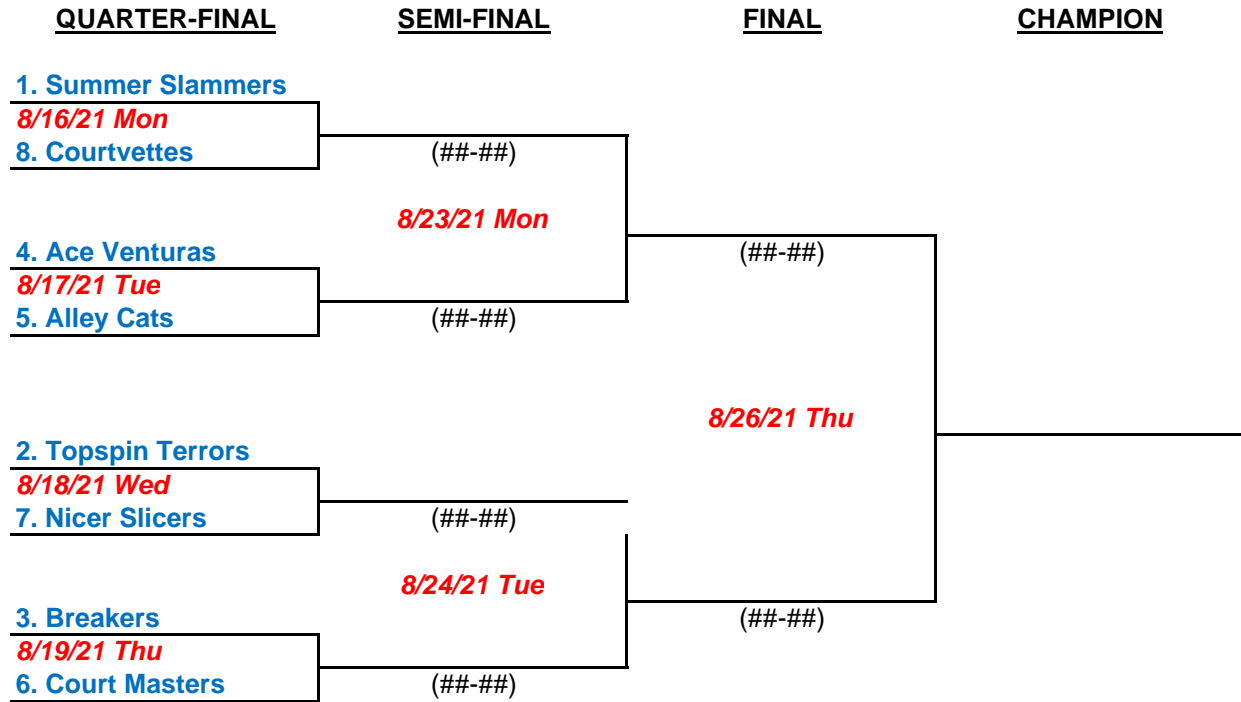 QUARTER-FINAL SEMI-FINAL FINAL CHAMPION
1. Summer Slammers
8/16/21 Mon
8. Courtvettes (##-##)
8/23/21 Mon
4. Ace Venturas (##-##)
8/17/21 Tue
5. Alley Cats (##-##)
8/26/21 Thu
2. Topspin Terrors
8/18/21 Wed
7. Nicer Slicers (##-##)
8/24/21 Tue
3. Breakers (##-##)
8/19/21 Thu
6. Court Masters (##-##)